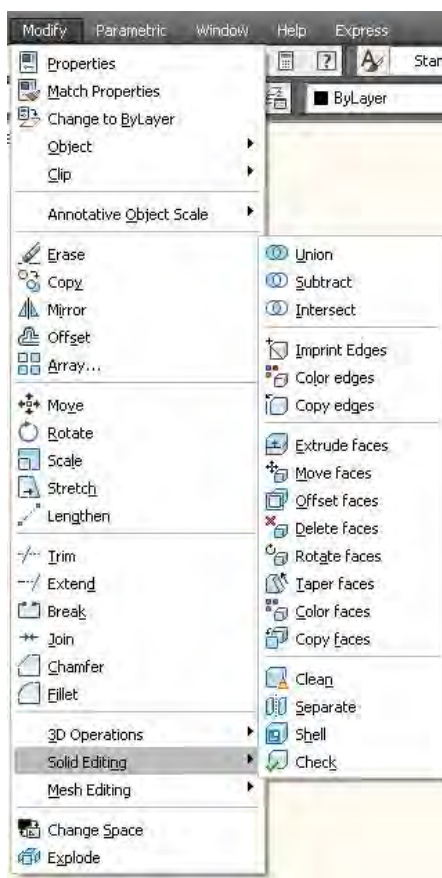 Modify Parametric Window Help Express
Properties
Match Properties
Change to ByLayer
Object
Clip
Annotative Object Scale
Erase
Copy
Mirror
Offset
Array...
Move
Rotate
Scale
Stretch
Lengthen
Trim
Extend
Break
Join
Chamfer
Fillet
3D Operations
Solid Editing
Mesh Editing
Change Space
Explode
? A Stan
ByLayer
Union
Subtract
Intersect
Imprint Edges
Color edges
Copy edges
Extrude faces
Move faces
Offset faces
Delete faces
Rotate faces
Taper faces
Color faces
Copy faces
Clean
Separate
Shell
Check